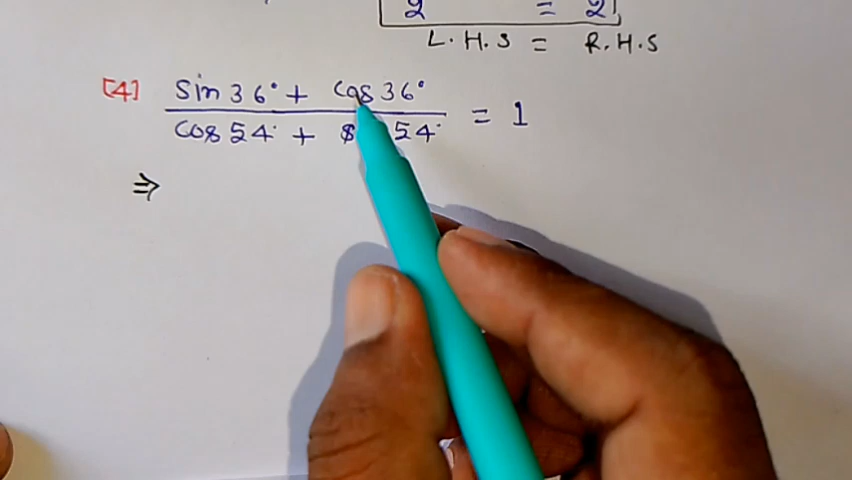 2 = 2
L.H.S = R.H.S
[4] sin 36° + cos 36°
cos 54° + s 54° = 1
⇒